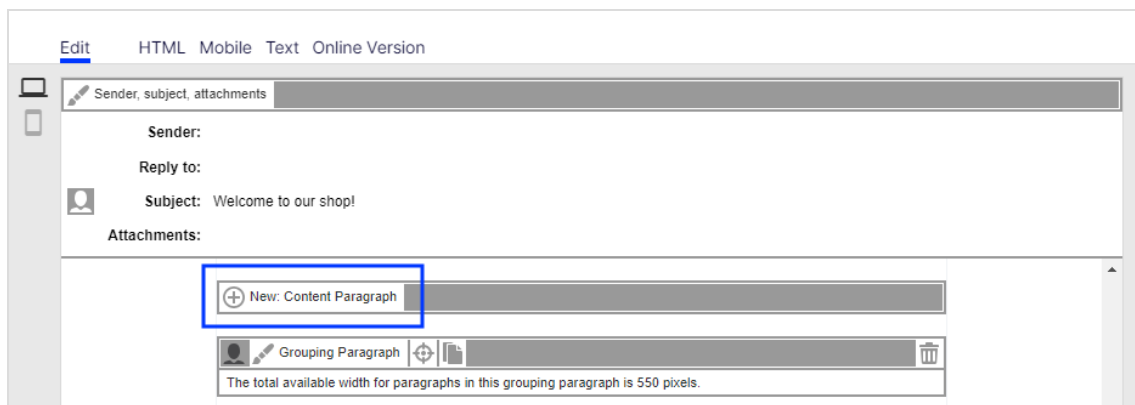 Edit HTML Mobile Text Online Version
Sender, subject, attachments
Sender:
Reply to:
Subject: Welcome to our shop!
Attachments:
New: Content Paragraph
Grouping Paragraph
The total available width for paragraphs in this grouping paragraph is 550 pixels.